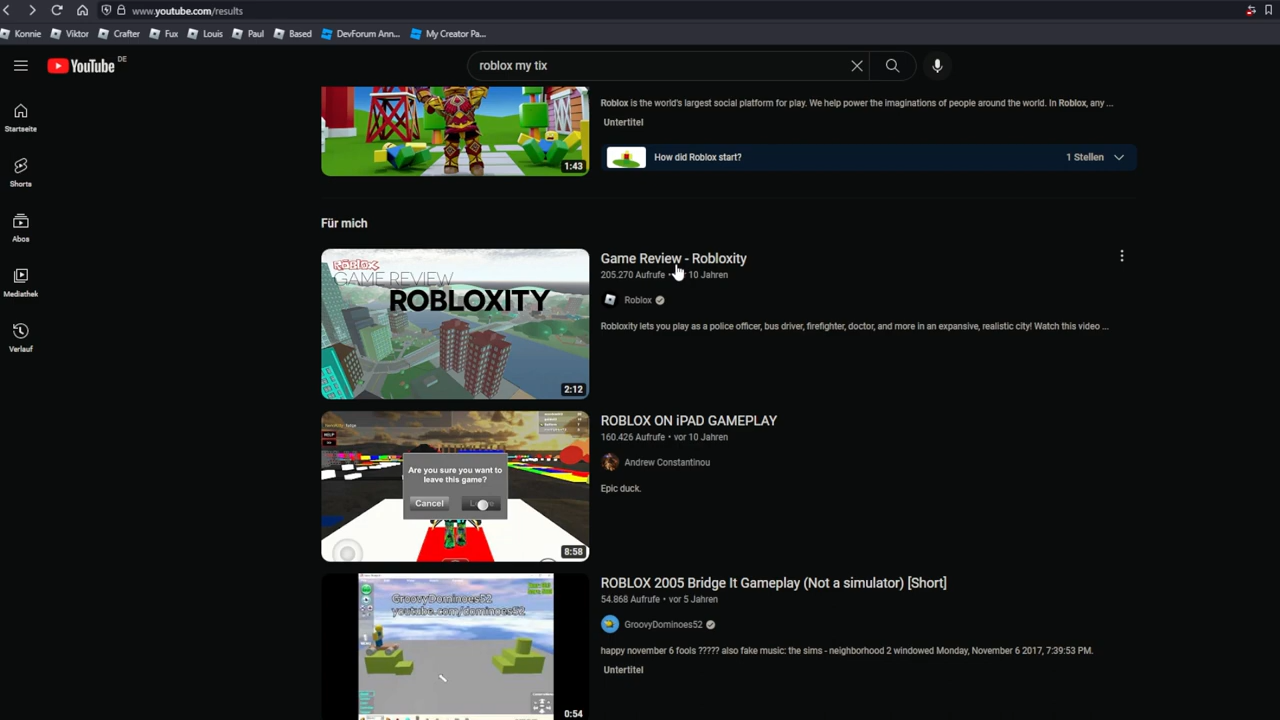 www.youtube.com/results
Konnie Viktor Crafter Fux Louis Paul Based DevForum Ann... My Creator Pa...
YouTube DE
roblox my tix
Roblox is the world's largest social platform for play. We help power the imaginations of people around the world. In Roblox, any ...
Untertitel
1:43
How did Roblox start?
1 Stellen
Startseite
Shorts
Abos
Mediathek
Verlauf
Für mich
ROBLOX
GAME REVIEW
ROBLOXITY
2:12
Game Review - Robloxity
205.270 Aufrufe • vor 10 Jahren
Roblox
Robloxity lets you play as a police officer, bus driver, firefighter, doctor, and more in an expansive, realistic city! Watch this video ...
Are you sure you want to
leave this game?
Cancel
8:58
ROBLOX ON iPAD GAMEPLAY
160.426 Aufrufe • vor 10 Jahren
Andrew Constantinou
Epic duck.
GroovyDominoes52
youtube.com/dominoes52
0:54
ROBLOX 2005 Bridge It Gameplay (Not a simulator) [Short]
54.868 Aufrufe • vor 5 Jahren
GroovyDominoes52
happy november 6 fools ????? also fake music: the sims - neighborhood 2 windowed Monday, November 6 2017, 7:39:53 PM.
Untertitel